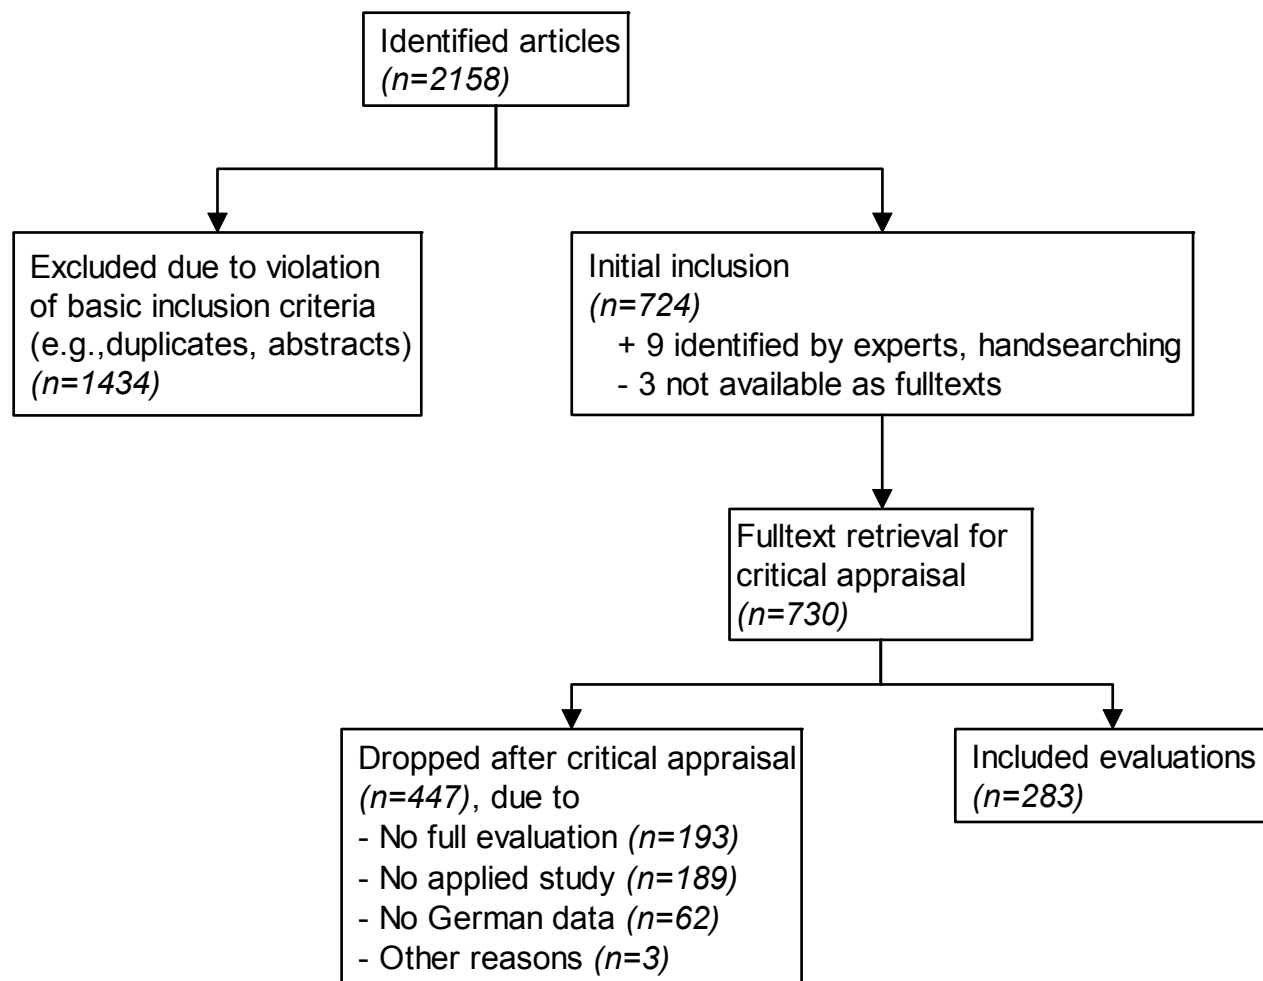 Identified articles
(n=2158)
Excluded due to violation
of basic inclusion criteria
(e.g.,duplicates, abstracts)
(n=1434)
Initial inclusion
(n=724)
+ 9 identified by experts, handsearching
- 3 not available as fulltexts
Fulltext retrieval for
critical appraisal
(n=730)
Dropped after critical appraisal
(n=447), due to
- No full evaluation (n=193)
- No applied study (n=189)
- No German data (n=62)
- Other reasons (n=3)
Included evaluations
(n=283)